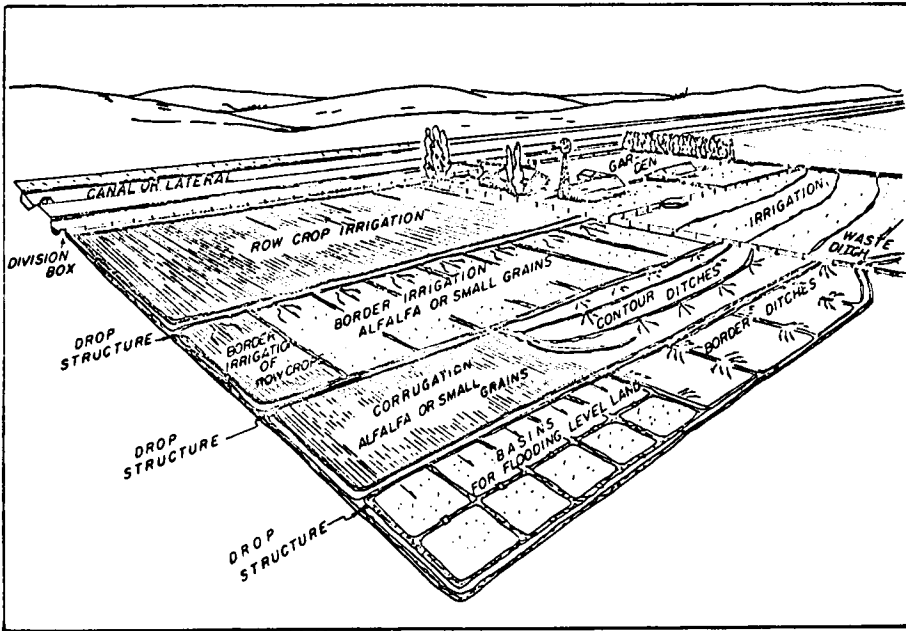 CANAL OR LATERAL
GAR
DEN
ROW CROP IRRIGATION
IRRIGATION
DIVISION
BOX
WASTE
DITCH
BORDER IRRIGATION
ALFALFA OR SMALL GRAINS
CONTOUR DITCHES
BORDER DITCHES
DROP
STRUCTURE
BORDER
IRRIGATION
OF
ROW CROPS
CORRUGATION
ALFALFA OR SMALL GRAINS
DROP
STRUCTURE
BASINS
FOR FLOODING LEVEL LAND
DROP
STRUCTURE